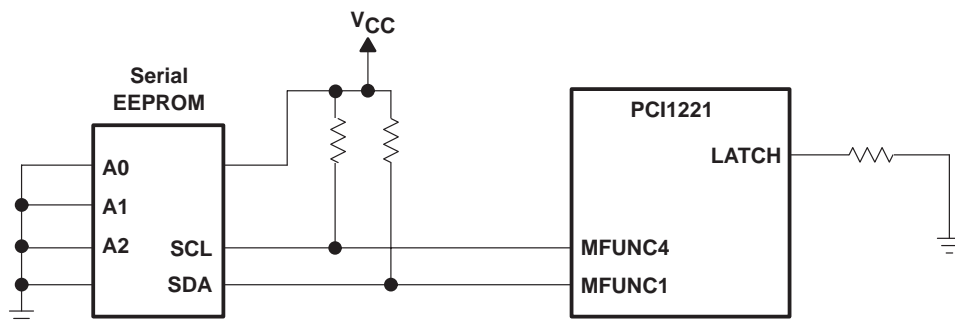 VCC
Serial
EEPROM
PCI1221
A0
LATCH
A1
A2
SCL
MFUNC4
SDA
MFUNC1